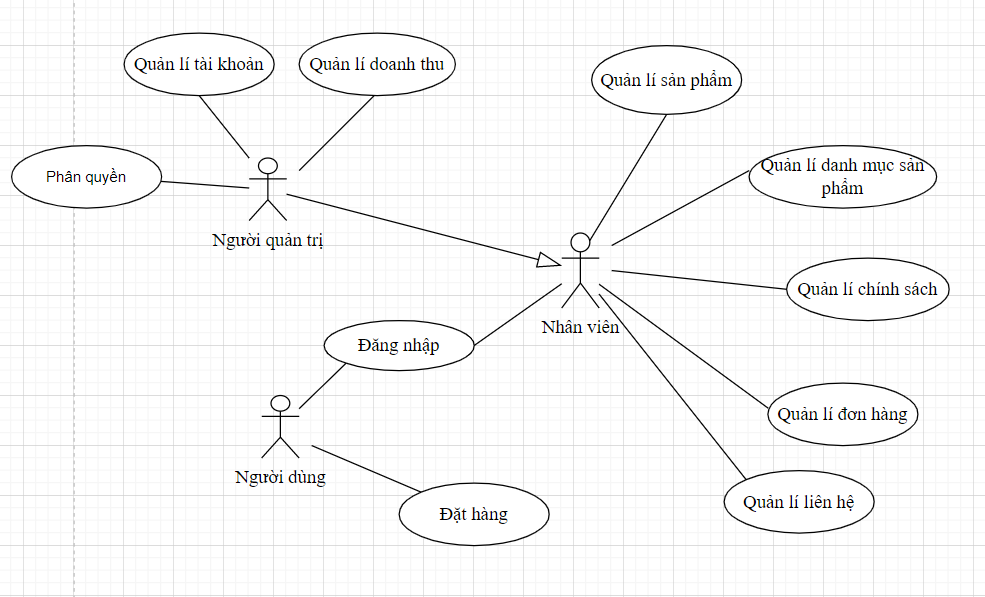 Quản lí tài khoản
Quản lí doanh thu
Quản lí sản phẩm
Phân quyền
Quản lí danh mục sản
phẩm
Người quản trị
Quản lí chính sách
Nhân viên
Đăng nhập
Quản lí đơn hàng
Người dùng
Quản lí liên hệ
Đặt hàng